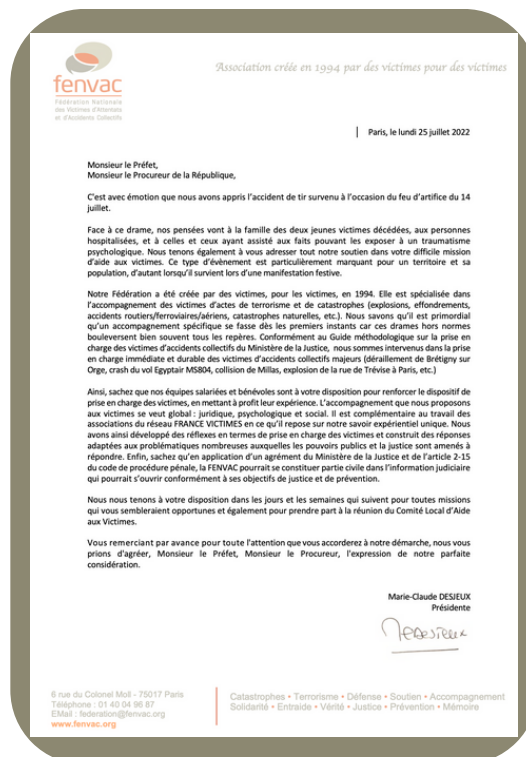 Association créée en 1994 par des victimes pour des victimes
fenvac
Fédération Nationale
des Victimes d'Attentats
et d'Accidents Collectifs
Paris, le lundi 25 juillet 2022
Monsieur le Préfet,
Monsieur le Procureur de la République,
C'est avec émotion que nous avons appris l'accident de tir survenu à l'occasion du feu d'artifice du 14
juillet.
Face à ce drame, nos pensées vont à la famille des deux jeunes victimes décédées, aux personnes
hospitalisées, et à celles et ceux ayant assisté aux faits pouvant les exposer à un traumatisme
psychologique. Nous tenons également à vous adresser tout notre soutien dans votre difficile mission
d'aide aux victimes. Ce type d'évènement est particulièrement marquant pour un territoire et sa
population, d'autant lorsqu'il survient lors d'une manifestation festive.
Notre Fédération a été créée par des victimes, pour les victimes, en 1994. Elle est spécialisée dans
l'accompagnement des victimes d'actes de terrorisme et de catastrophes (explosions, effondrements,
accidents routiers/ferroviaires/aériens, catastrophes naturelles, etc.). Nous savons qu'il est primordial
qu'un accompagnement spécifique se fasse dès les premiers instants car ces drames hors normes
bouleversent bien souvent tous les repères. Conformément au Guide méthodologique sur la prise en
charge des victimes d'accidents collectifs du Ministère de la Justice, nous sommes intervenus dans la prise
en charge immédiate et durable des victimes d'accidents collectifs majeurs (déraillement de Brétigny sur
Orge, crash du vol Egyptair MS804, collision de Millas, explosion de la rue de Trévise à Paris, etc.)
Ainsi, sachez que nos équipes salariées et bénévoles sont à votre disposition pour renforcer le dispositif de
prise en charge des victimes, en mettant à profit leur expérience. L'accompagnement que nous proposons
aux victimes se veut global : juridique, psychologique et social. Il est complémentaire au travail des
associations du réseau FRANCE VICTIMES en ce qu'il repose sur notre savoir expérientiel unique. Nous
avons ainsi développé des réflexes en termes de prise en charge des victimes et construit des réponses
adaptées aux problématiques nombreuses auxquelles les pouvoirs publics et la justice sont amenés à
répondre. Enfin, sachez qu'en application d'un agrément du Ministère de la Justice et de l'article 2-15
du code de procédure pénale, la FENVAC pourrait se constituer partie civile dans l'information judiciaire
qui pourrait s'ouvrir conformément à ses objectifs de justice et de prévention.
Nous nous tenons à votre disposition dans les jours et les semaines qui suivent pour toutes missions
qui vous sembleraient opportunes et également pour prendre part à la réunion du Comité Local d'Aide
aux Victimes.
Vous remerciant par avance pour toute l'attention que vous accorderez à notre démarche, nous vous
prions d'agréer, Monsieur le Préfet, Monsieur le Procureur, l'expression de notre parfaite
considération.
Marie-Claude DESJEUX
Présidente
6 rue du Colonel Moll - 75017 Paris
Téléphone : 01 40 04 96 87
EMail : federation@fenvac.org
www.fenvac.org
Catastrophes • Terrorisme • Défense • Soutien • Accompagnement
Solidarité • Entraide • Vérité • Justice • Prévention • Mémoire